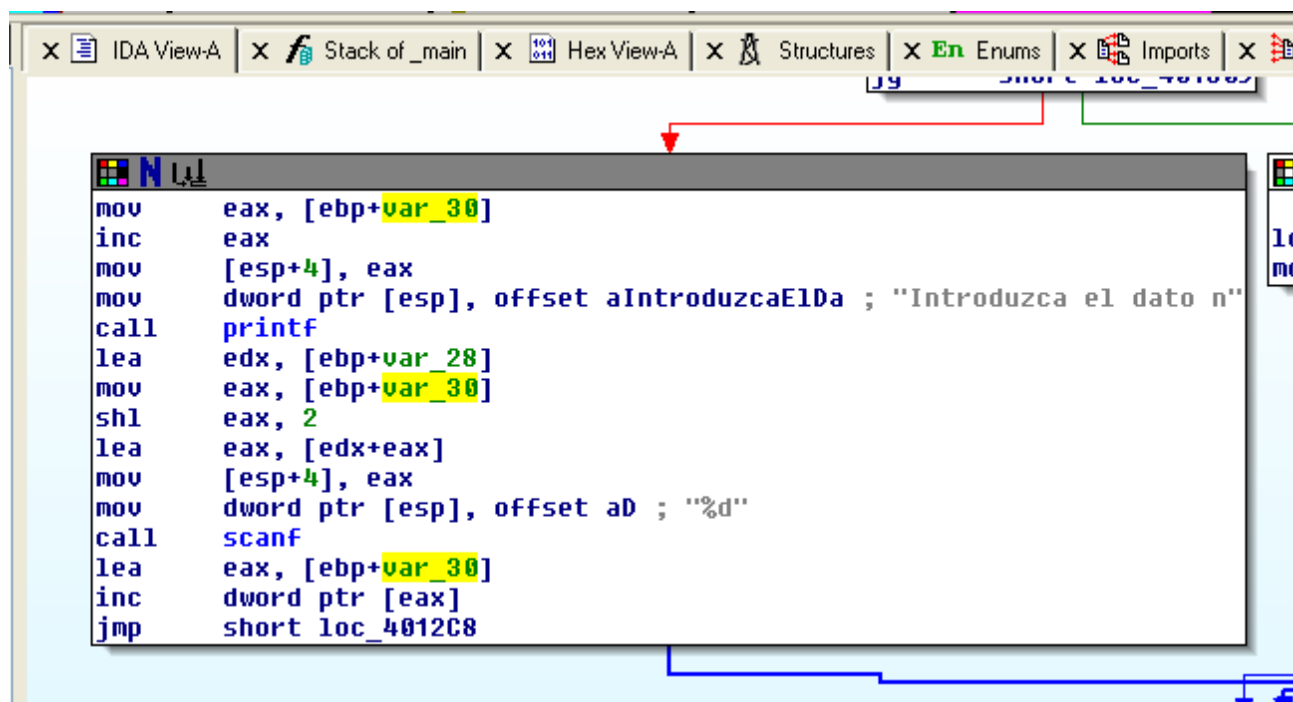 IDA View-A Stack of _main Hex View-A Structures En Enums Imports
jg short loc_401309
N
mov eax, [ebp+var_30]
inc eax
mov [esp+4], eax
mov dword ptr [esp], offset aIntroduzcaElDa ; "Introduzca el dato n"
call printf
lea edx, [ebp+var_28]
mov eax, [ebp+var_30]
shl eax, 2
lea eax, [edx+eax]
mov [esp+4], eax
mov dword ptr [esp], offset aD ; "%d"
call scanf
lea eax, [ebp+var_30]
inc dword ptr [eax]
jmp short loc_4012C8